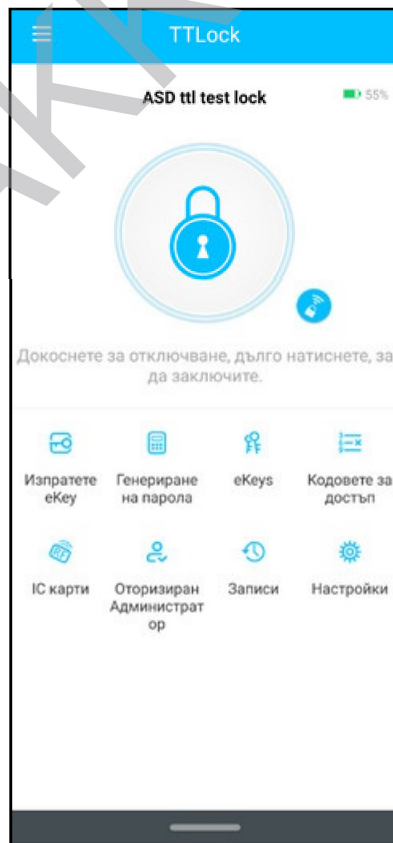 TTLock
ASD ttl test lock
55%
Докоснете за отключване, дълго натиснете, за
да заключите.
Изпратете
eKey
Генериране
на парола
eKeys
Кодовете за
достъп
IC карти
Оторизиран
Администрат
ор
Записи
Настройки